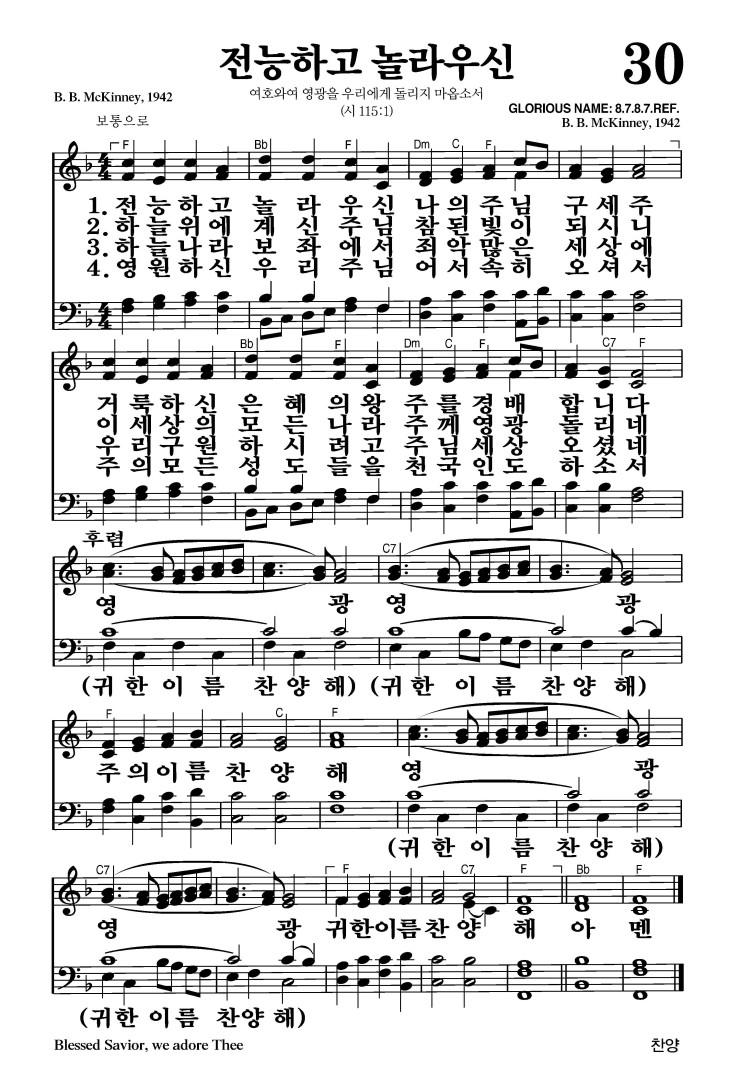 전능하고 놀라우신
30
B. B. McKinney, 1942
여호와여 영광을 우리에게 돌리지 마옵소서
(시 115:1)
GLORIOUS NAME: 8.7.8.7.REF.
B. B. McKinney, 1942
보통으로
F Bb F Dm C F
1. 전 능 하 고 놀 라 우 신 나 의 주 님 구 세 주
2. 하 늘 위 에 계 신 주 님 참 된 빛 이 되 시 니
3. 하 늘 나 라 보 좌 에 서 죄 악 많 은 세 상 에
4. 영 원 하 신 우 리 주 님 어 서 속 히 오 셔 서
Bb F Dm C F C7 F
거 룩 하 신 은 혜 의 왕 주 를 경 배 합 니 다
이 세 상 의 모 든 나 라 주 께 영 광 돌 리 네
우 리 구 원 하 시 려 고 주 님 세 상 오 셨 네
주 의 모 든 성 도 들 을 천 국 인 도 하 소 서
후렴
C7
영 광 영 광
(귀 한 이 름 찬 양 해) (귀 한 이 름 찬 양 해)
F C F
주 의 이 름 찬 양 해 영 광
(귀 한 이 름 찬 양 해)
C7 F C7 F Bb F
영 광 귀한이름 찬 양 해 아 멘
(귀 한 이 름 찬 양 해)
Blessed Savior, we adore Thee
찬양